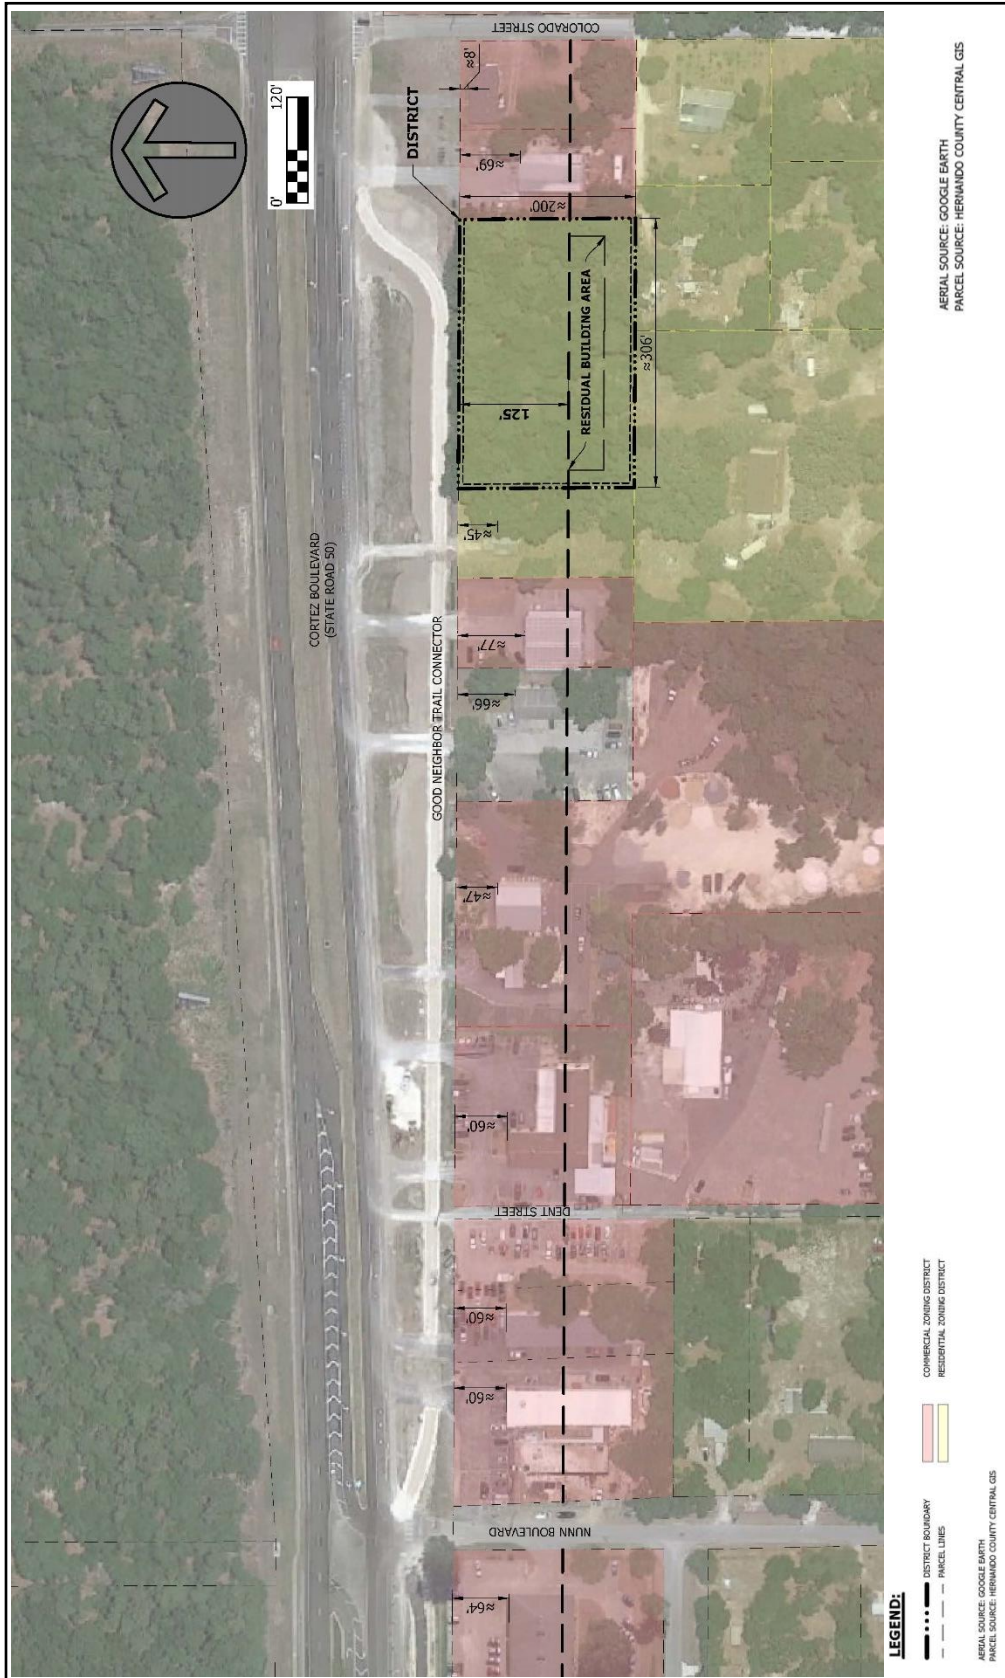 COLORADO STREET
≈8'
0'
120'
DISTRICT
≈69'
≈200'
CORTEZ BOULEVARD
(STATE ROAD 50)
125'
RESIDUAL BUILDING AREA
≈306'
≈45'
GOOD NEIGHBOR TRAIL CONNECTOR
≈77'
≈66'
≈47'
≈60'
DENT STREET
≈60'
≈60'
NUNN BOULEVARD
≈64'
AERIAL SOURCE: GOOGLE EARTH
PARCEL SOURCE: HERNANDO COUNTY CENTRAL GIS
LEGEND:
DISTRICT BOUNDARY
PARCEL LINES
COMMERCIAL ZONING DISTRICT
RESIDENTIAL ZONING DISTRICT
AERIAL SOURCE: GOOGLE EARTH
PARCEL SOURCE: HERNANDO COUNTY CENTRAL GIS